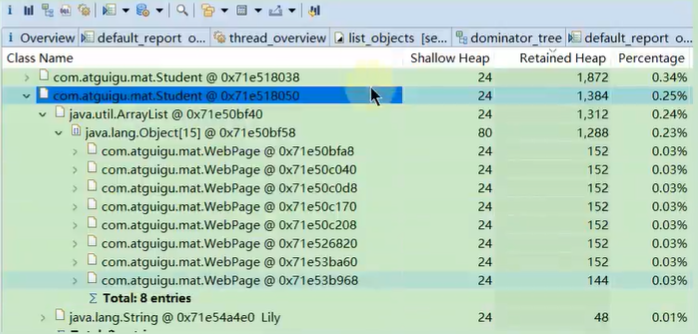 i Overview default_report o... thread_overview list_objects [se... dominator_tree default_report o...
Class Name Shallow Heap Retained Heap Percentage
com.atguigu.mat.Student @ 0x71e518038 24 1,872 0.34%
com.atguigu.mat.Student @ 0x71e518050 24 1,384 0.25%
java.util.ArrayList @ 0x71e50bf40 24 1,312 0.24%
java.lang.Object[15] @ 0x71e50bf58 80 1,288 0.23%
com.atguigu.mat.WebPage @ 0x71e50bfa8 24 152 0.03%
com.atguigu.mat.WebPage @ 0x71e50c040 24 152 0.03%
com.atguigu.mat.WebPage @ 0x71e50c0d8 24 152 0.03%
com.atguigu.mat.WebPage @ 0x71e50c170 24 152 0.03%
com.atguigu.mat.WebPage @ 0x71e50c208 24 152 0.03%
com.atguigu.mat.WebPage @ 0x71e526820 24 152 0.03%
com.atguigu.mat.WebPage @ 0x71e53ba60 24 152 0.03%
com.atguigu.mat.WebPage @ 0x71e53b968 24 144 0.03%
Σ Total: 8 entries
java.lang.String @ 0x71e54a4e0 Lily 24 48 0.01%